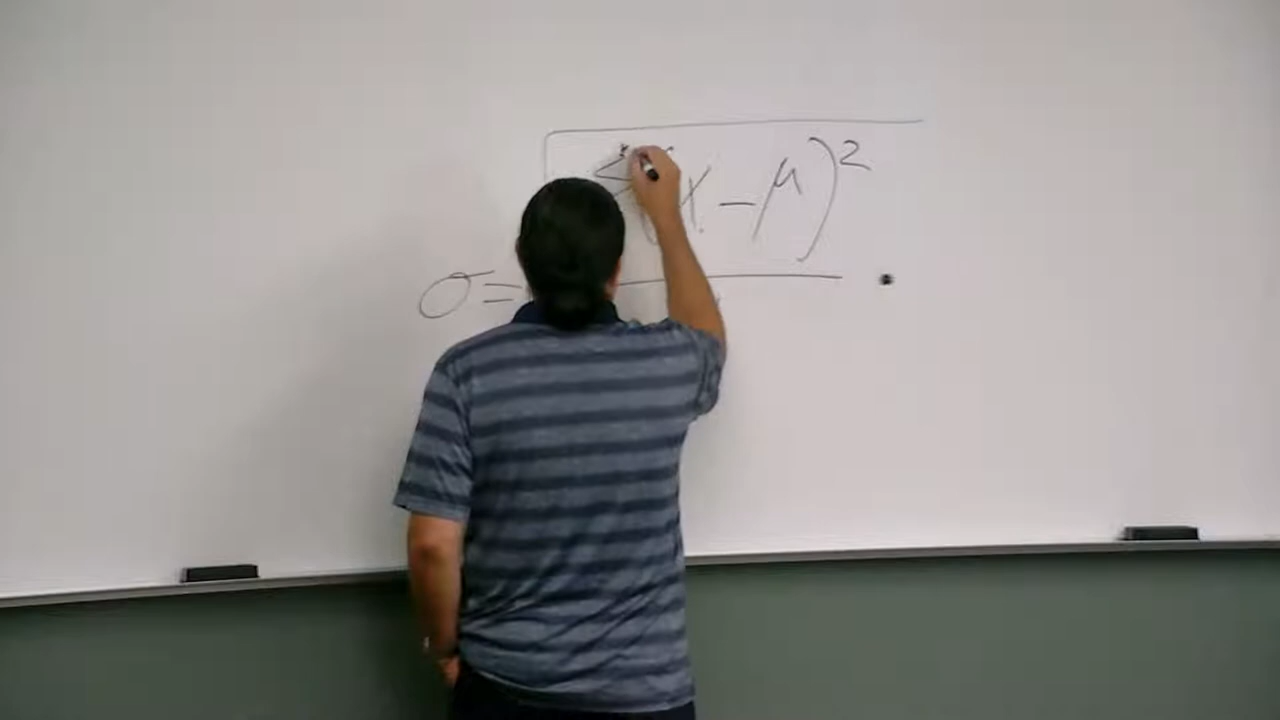 Σ(x - μ)²
σ =